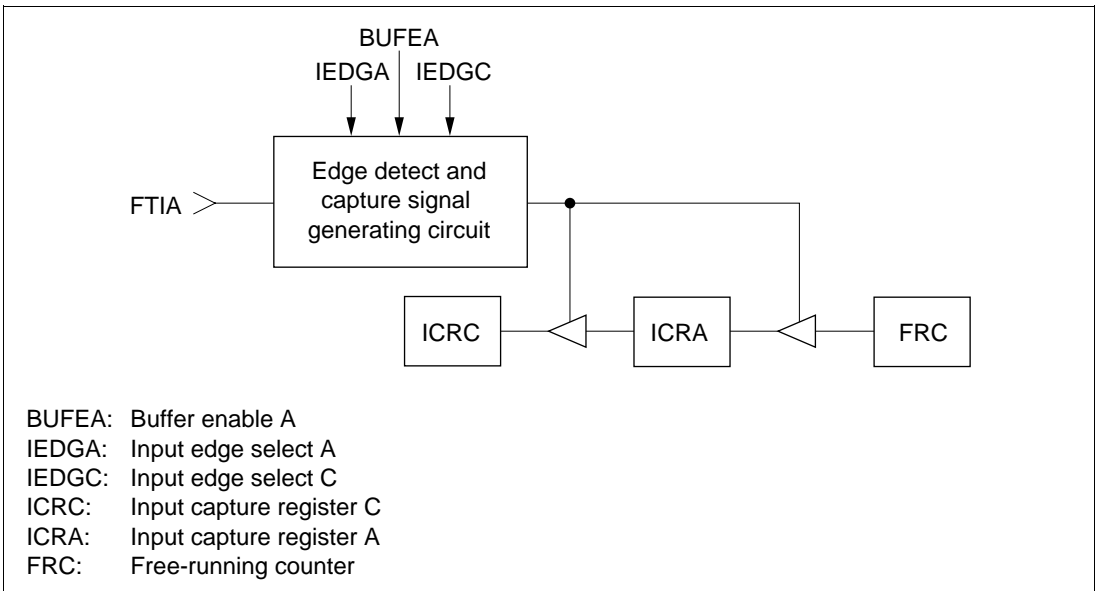 BUFEA
IEDGA IEDGC
Edge detect and
capture signal
generating circuit
FTIA
ICRC ICRA FRC
BUFEA: Buffer enable A
IEDGA: Input edge select A
IEDGC: Input edge select C
ICRC: Input capture register C
ICRA: Input capture register A
FRC: Free-running counter